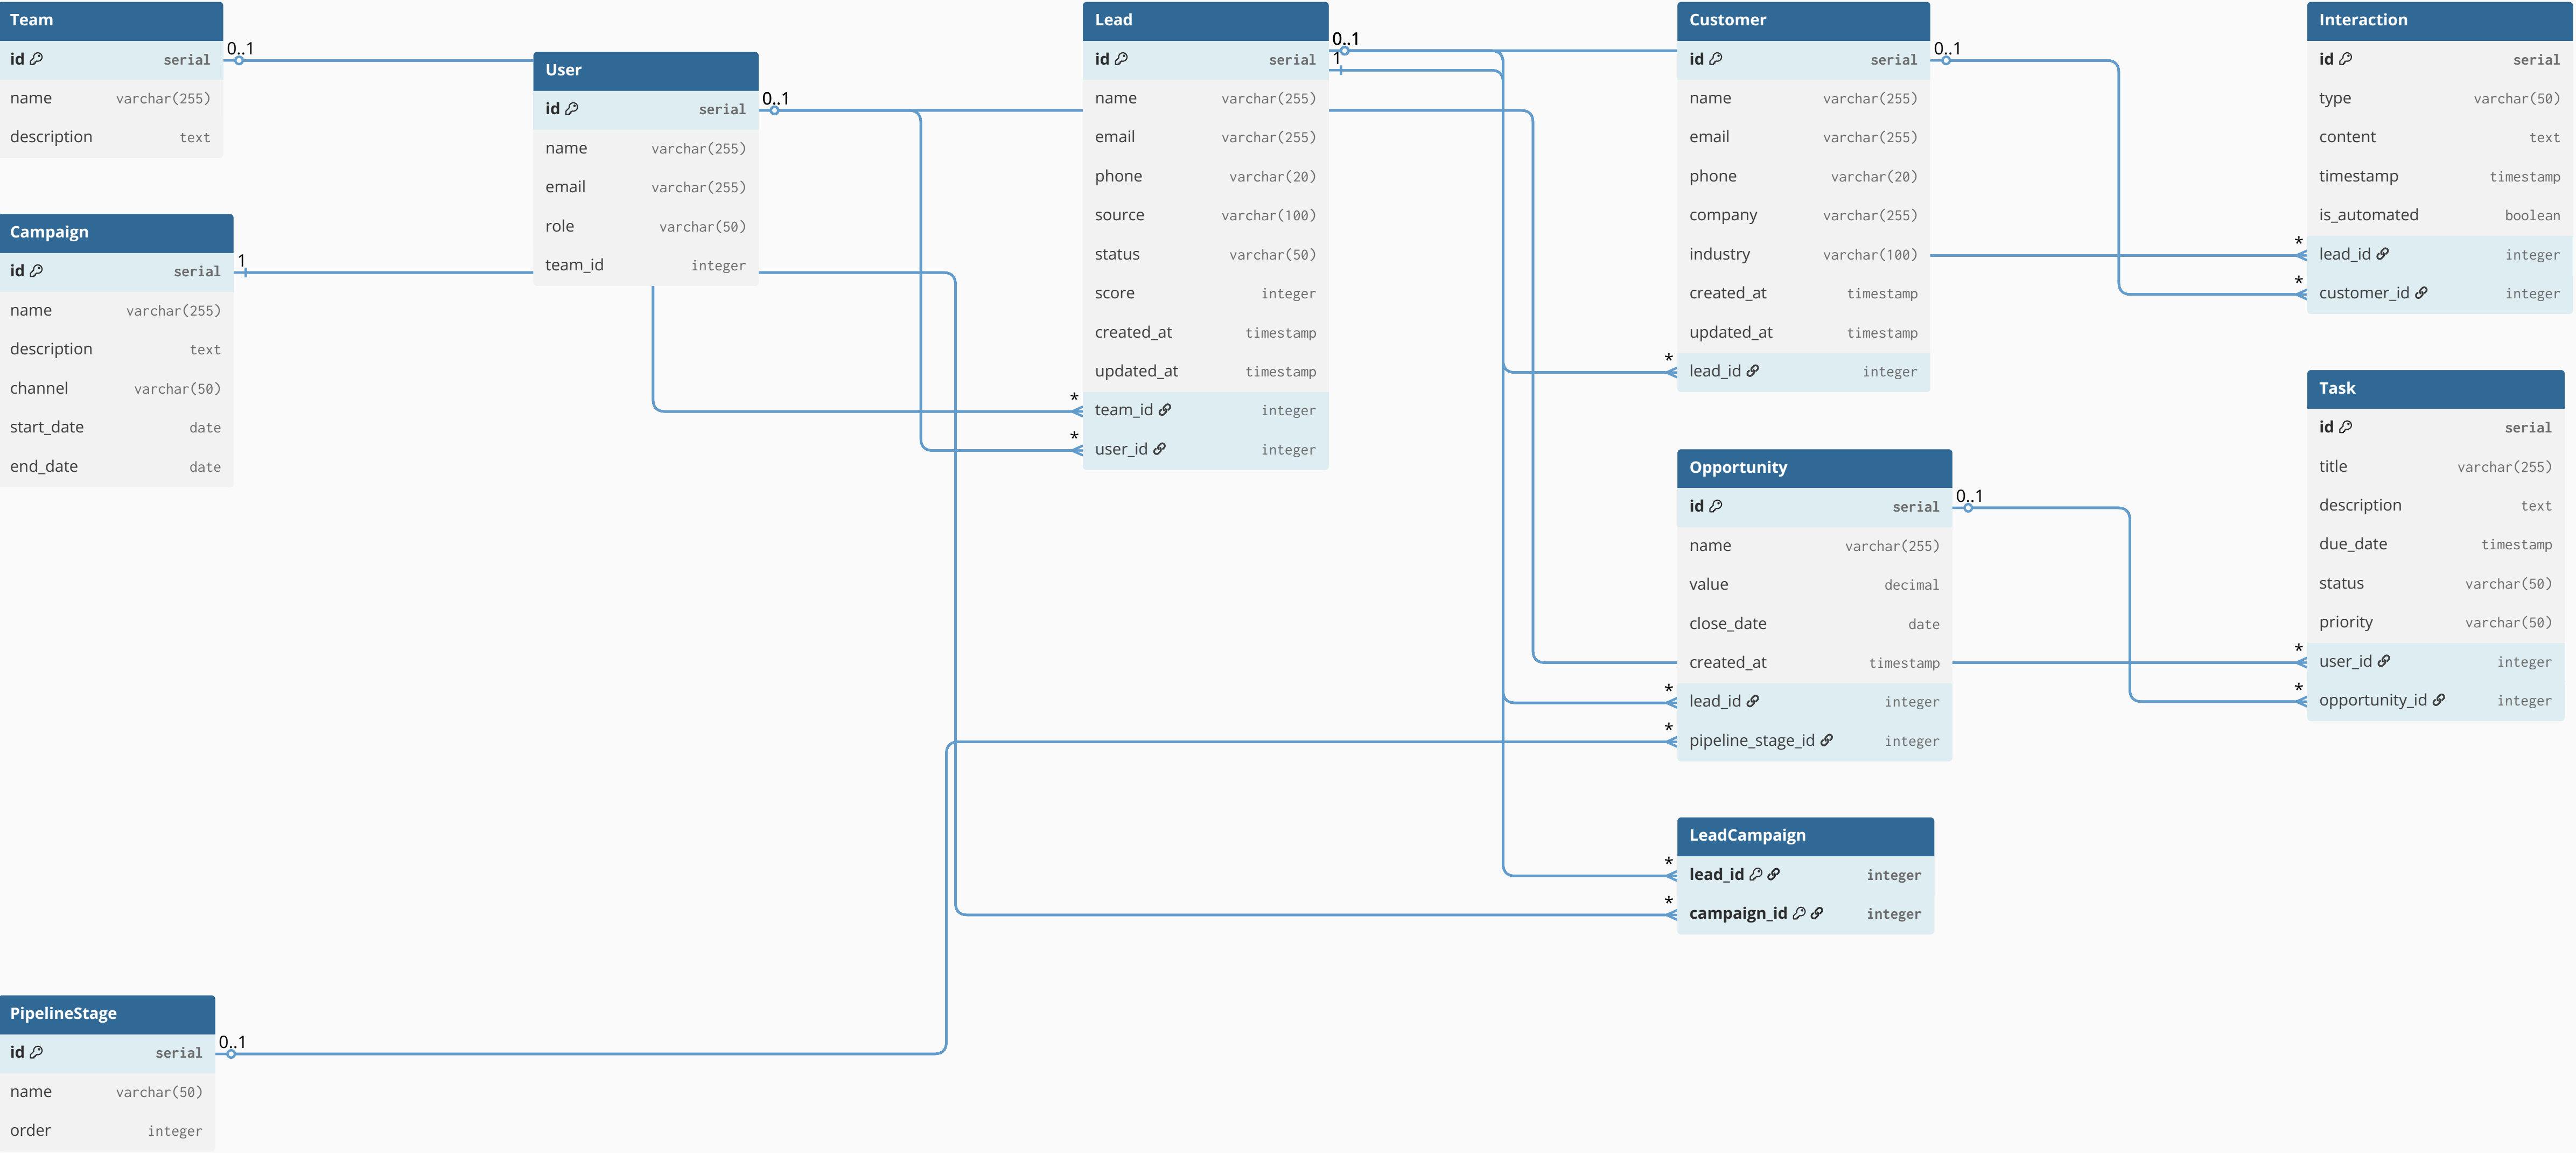 Team
id serial
name varchar(255)
description text
0..1
Campaign
id serial
name varchar(255)
description text
channel varchar(50)
start_date date
end_date date
1
PipelineStage
id serial
name varchar(50)
order integer
0..1
User
id serial
name varchar(255)
email varchar(255)
role varchar(50)
team_id integer
0..1
Lead
id serial
name varchar(255)
email varchar(255)
phone varchar(20)
source varchar(100)
status varchar(50)
score integer
created_at timestamp
updated_at timestamp
* team_id integer
* user_id integer
0..1
1
Customer
id serial
name varchar(255)
email varchar(255)
phone varchar(20)
company varchar(255)
industry varchar(100)
created_at timestamp
updated_at timestamp
* lead_id integer
0..1
Opportunity
id serial
name varchar(255)
value decimal
close_date date
created_at timestamp
* lead_id integer
* pipeline_stage_id integer
0..1
LeadCampaign
* lead_id integer
* campaign_id integer
Interaction
id serial
type varchar(50)
content text
timestamp timestamp
is_automated boolean
* lead_id integer
* customer_id integer
Task
id serial
title varchar(255)
description text
due_date timestamp
status varchar(50)
priority varchar(50)
* user_id integer
* opportunity_id integer